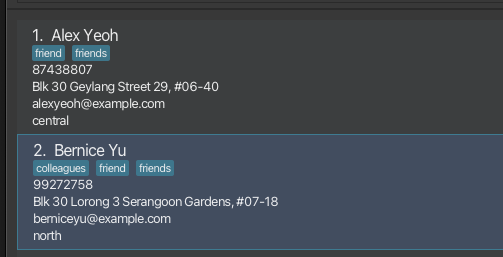 1. Alex Yeoh
friend friends
87438807
Blk 30 Geylang Street 29, #06-40
alexyeoh@example.com
central
2. Bernice Yu
colleagues friend friends
99272758
Blk 30 Lorong 3 Serangoon Gardens, #07-18
berniceyu@example.com
north